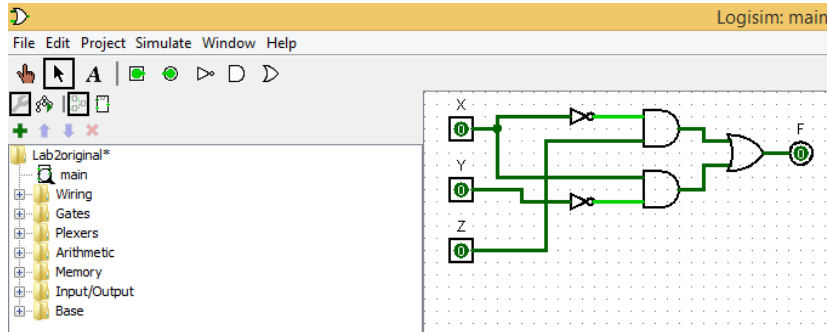 Logisim: main
File Edit Project Simulate Window Help
A
Lab2original*
main
Wiring
Gates
Plexers
Arithmetic
Memory
Input/Output
Base
X
0
Y
0
Z
0
F
0